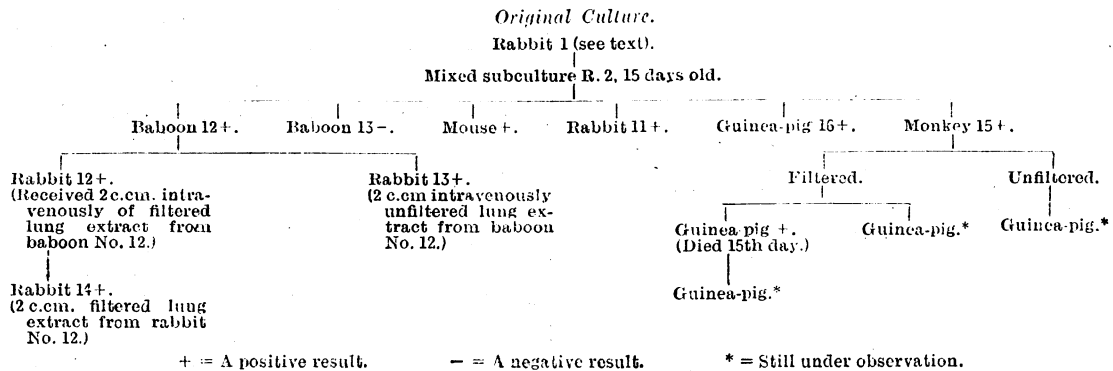 Original Culture.
Rabbit 1 (see text).
Mixed subculture R. 2, 15 days old.
Baboon 12+. Baboon 13−. Mouse+. Rabbit 11+. Guinea-pig 16+. Monkey 15+.
Rabbit 12+.
(Received 2 c.cm. intra-
venously of filtered
lung extract from
baboon No. 12.)
Rabbit 13+.
(2 c.cm intravenously
unfiltered lung ex-
tract from baboon
No. 12.)
Filtered. Unfiltered.
Guinea pig +.
(Died 15th day.)
Guinea-pig.*
Guinea-pig.*
Guinea-pig.*
Rabbit 14+.
(2 c.cm. filtered lung
extract from rabbit
No. 12.)
+ = A positive result. − = A negative result. * = Still under observation.